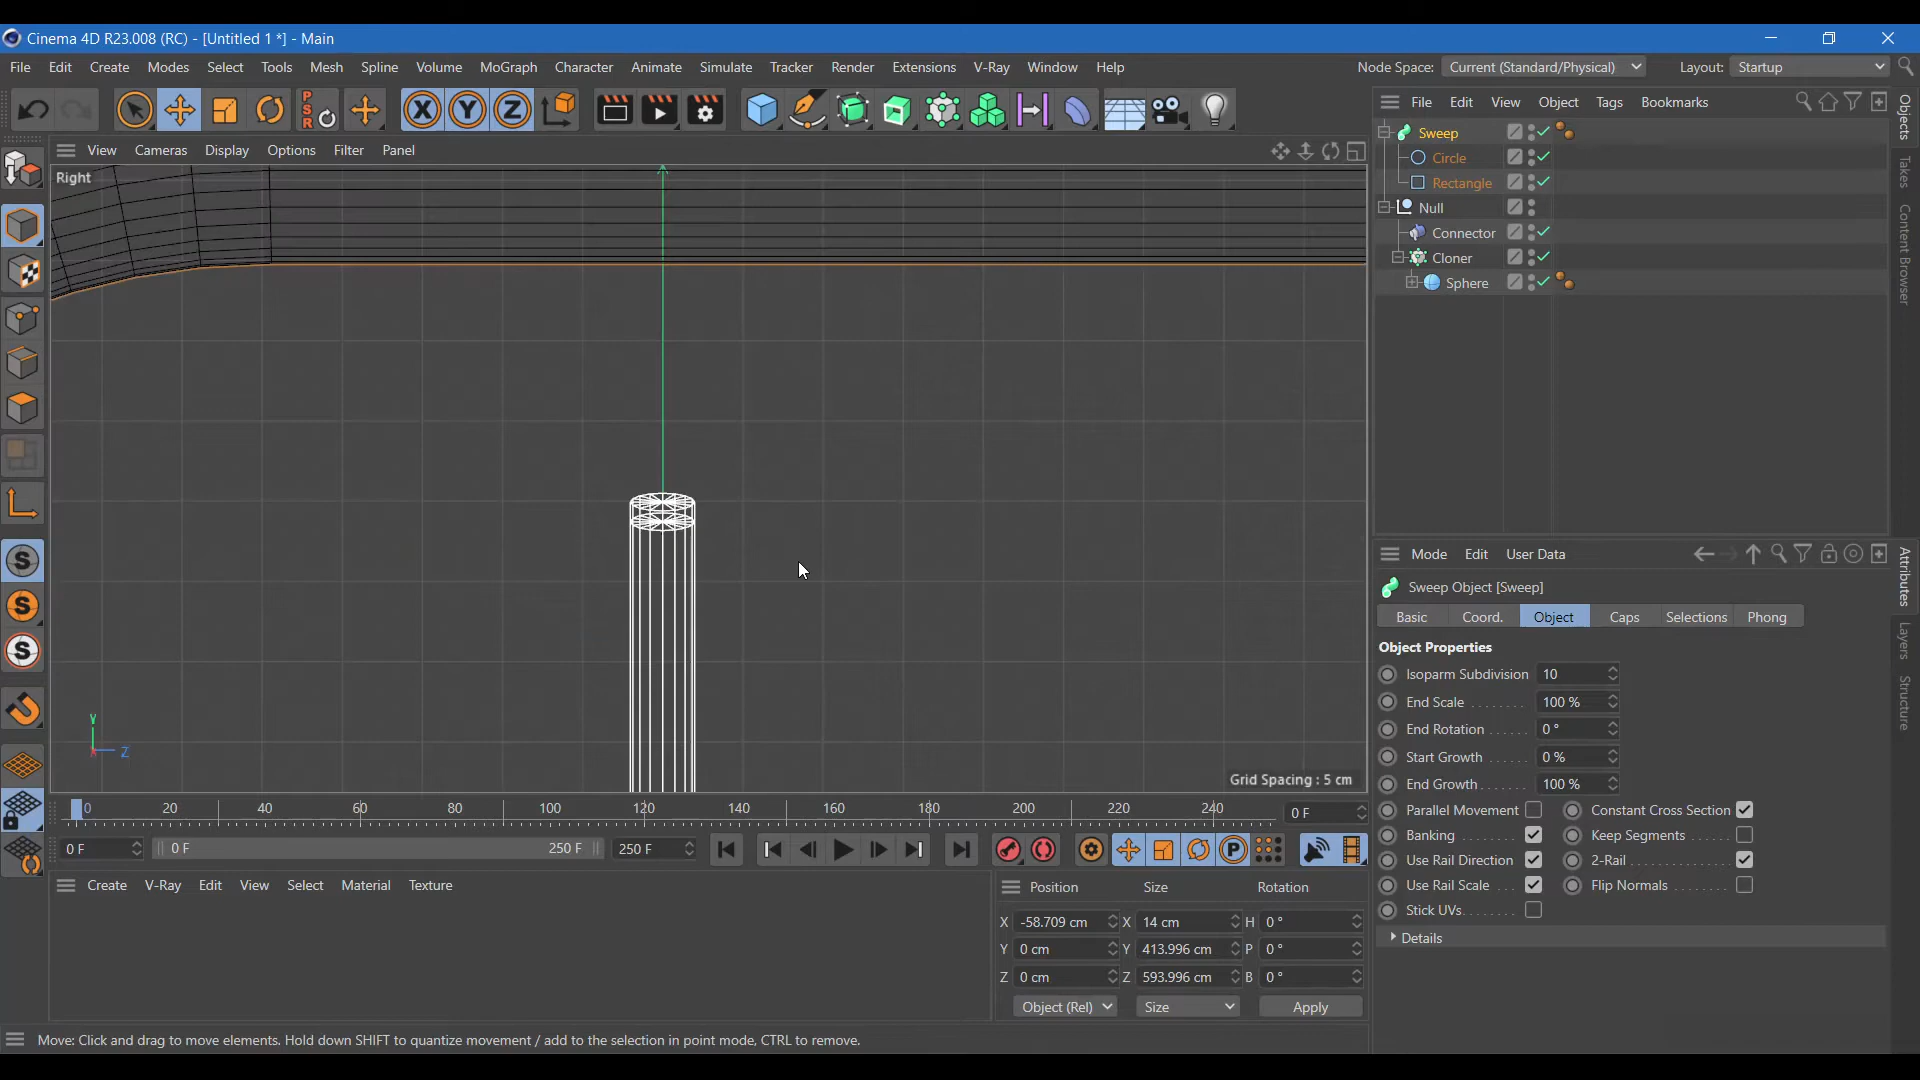 Cinema 4D R23.008 (RC) - [Untitled 1 *] - Main
File Edit Create Modes Select Tools Mesh Spline Volume MoGraph Character Animate Simulate Tracker Render Extensions V-Ray Window Help
Node Space: Current (Standard/Physical) Layout: Startup
P
S
R
X Y Z
View Cameras Display Options Filter Panel
Right
Y
Z
X
Grid Spacing : 5 cm
S
S
S
File Edit View Object Tags Bookmarks
Sweep
Circle
Rectangle
Null
Connector
Cloner
Sphere
Objects
Takes
Content Browser
Mode Edit User Data
Sweep Object [Sweep]
Basic Coord. Object Caps Selections Phong
Object Properties
Isoparm Subdivision 10
End Scale ........ 100 %
End Rotation ...... 0 °
Start Growth ...... 0 %
End Growth ....... 100 %
Parallel Movement Constant Cross Section
Banking ........ Keep Segments ......
Use Rail Direction 2-Rail ............
Use Rail Scale ... Flip Normals ........
Stick UVs ........
Details
Attributes
Layers
Structure
0 20 40 60 80 100 120 140 160 180 200 220 240 0 F
0 F 0 F 250 F 250 F
P
Create V-Ray Edit View Select Material Texture
Position Size Rotation
X -58.709 cm X 14 cm H 0 °
Y 0 cm Y 413.996 cm P 0 °
Z 0 cm Z 593.996 cm B 0 °
Object (Rel) Size Apply
Move: Click and drag to move elements. Hold down SHIFT to quantize movement / add to the selection in point mode, CTRL to remove.